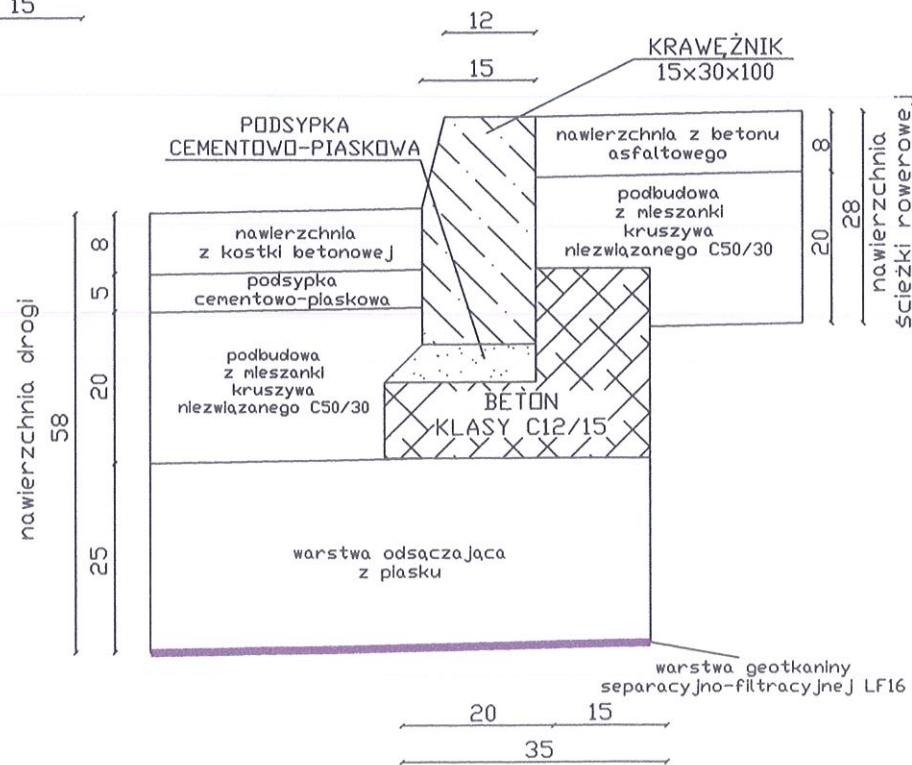 15
12
15
KRAWĘŻNIK
15x30x100
PODSYPKA
CEMENTOWO-PIASKOWA
nawierzchnia z betonu
asfaltowego
podbudowa
z mieszanki
kruszywa
niezwiązanego C50/30
8
20
28
nawierzchnia
ścieżki rowerowej
nawierzchnia
z kostki betonowej
podsypka
cementowo-piaskowa
podbudowa
z mieszanki
kruszywa
niezwiązanego C50/30
BETON
KLASY C12/15
8
5
20
25
58
nawierzchnia drogi
warstwa odsączająca
z piasku
warstwa geotkaniny
separacyjno-filtracyjnej LF16
20
15
35